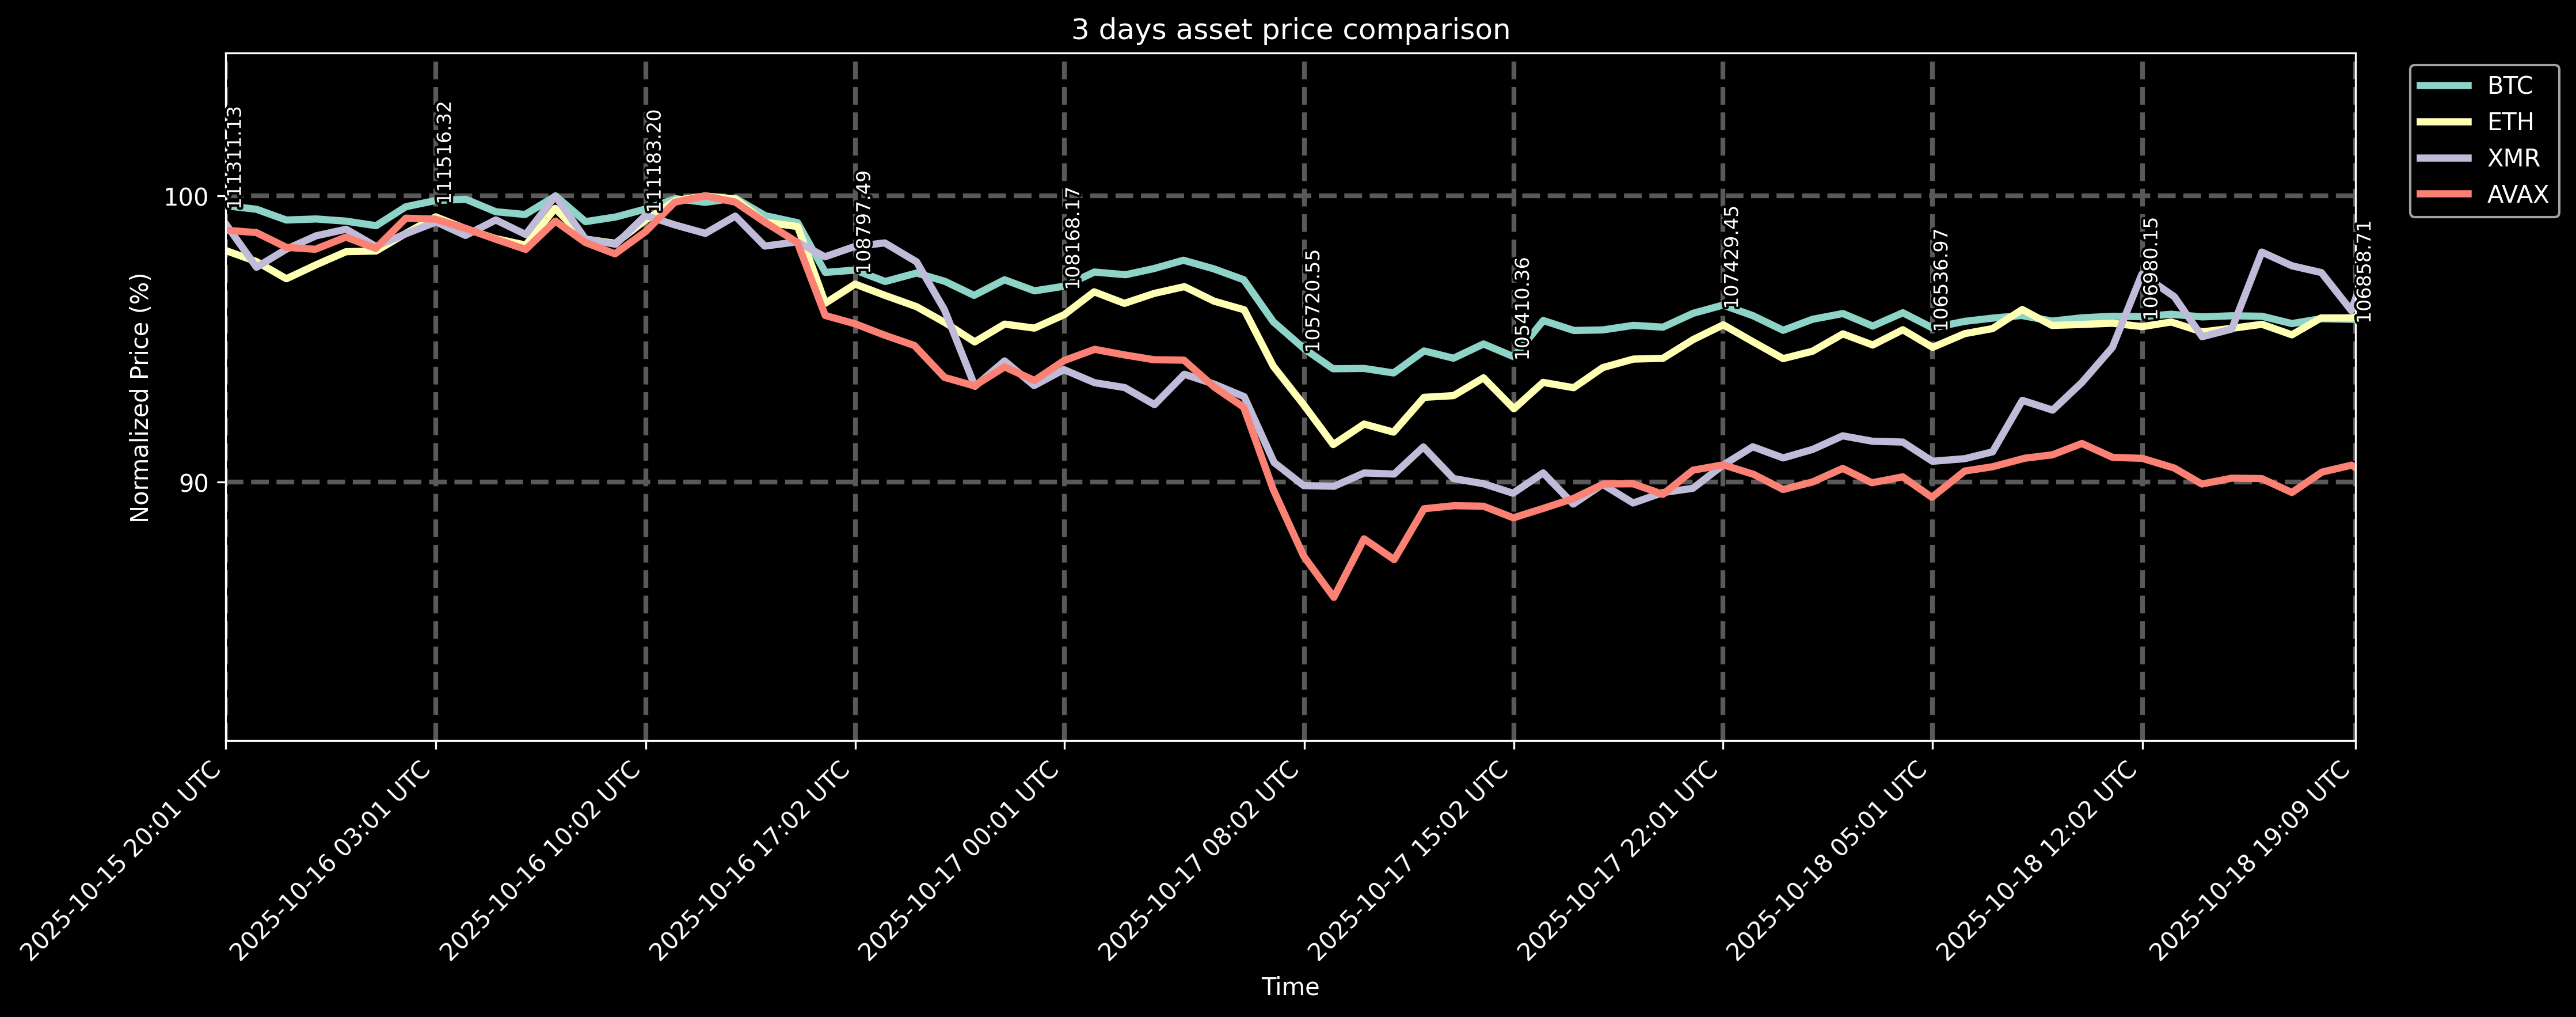 3 days asset price comparison
BTC
ETH
XMR
AVAX
Normalized Price (%)
100
90
111311.13
111516.32
111183.20
108797.49
108168.17
105720.55
105410.36
107429.45
106536.97
106980.15
106858.71
2025-10-15 20:01 UTC
2025-10-16 03:01 UTC
2025-10-16 10:02 UTC
2025-10-16 17:02 UTC
2025-10-17 00:01 UTC
2025-10-17 08:02 UTC
2025-10-17 15:02 UTC
2025-10-17 22:01 UTC
2025-10-18 05:01 UTC
2025-10-18 12:02 UTC
2025-10-18 19:09 UTC
Time